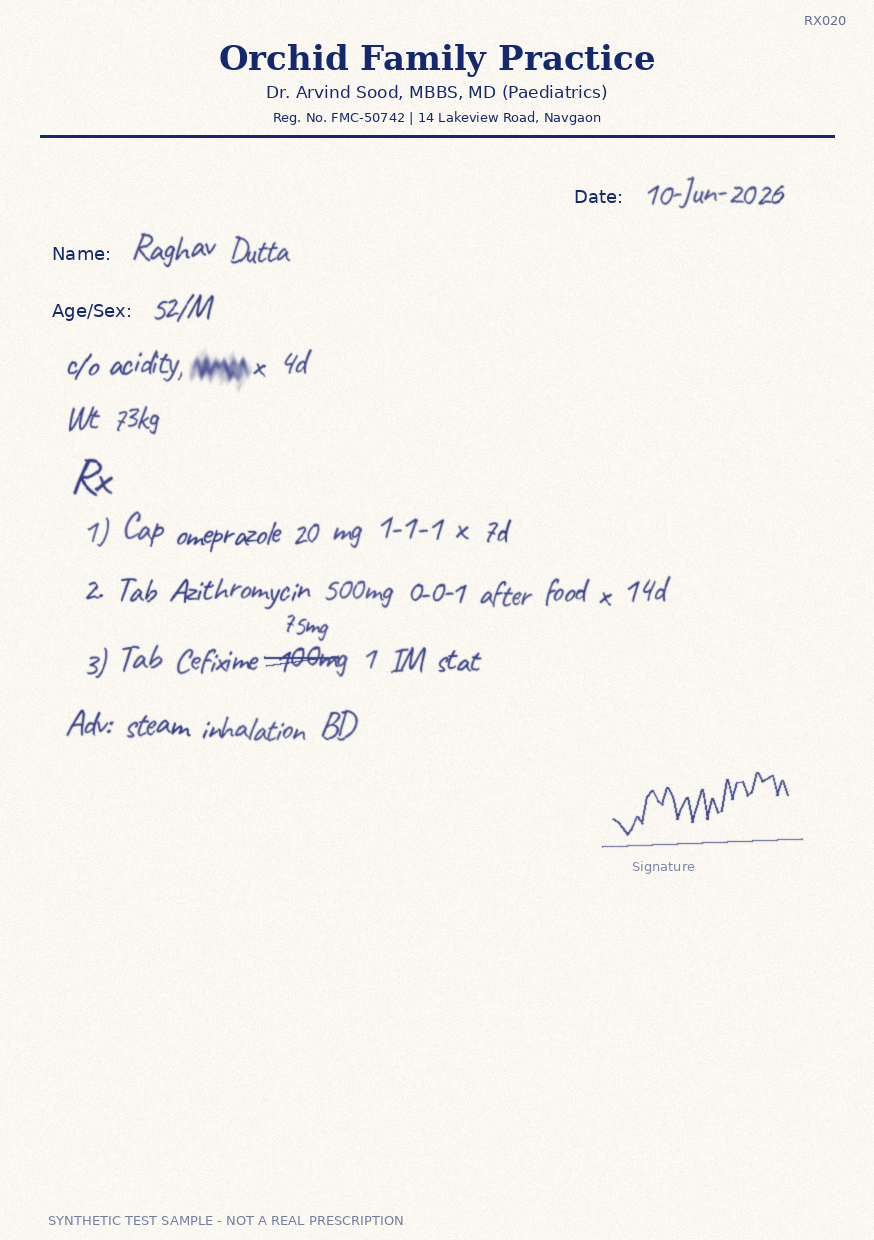 RX020
Orchid Family Practice
Dr. Arvind Sood, MBBS, MD (Paediatrics)
Reg. No. FMC-50742 | 14 Lakeview Road, Navgaon
Date: 10-Jun-2026
Name: Raghav Dutta
Age/Sex: 52/M
c/o acidity, x 4d
Wt 73kg
Rx
1) Cap omeprazole 20 mg 1-1-1 x 7d
2. Tab Azithromycin 500mg 0-0-1 after food x 14d
75mg
3) Tab Cefixime 100mg 1 IM stat
Adv: steam inhalation BD
Signature
SYNTHETIC TEST SAMPLE - NOT A REAL PRESCRIPTION